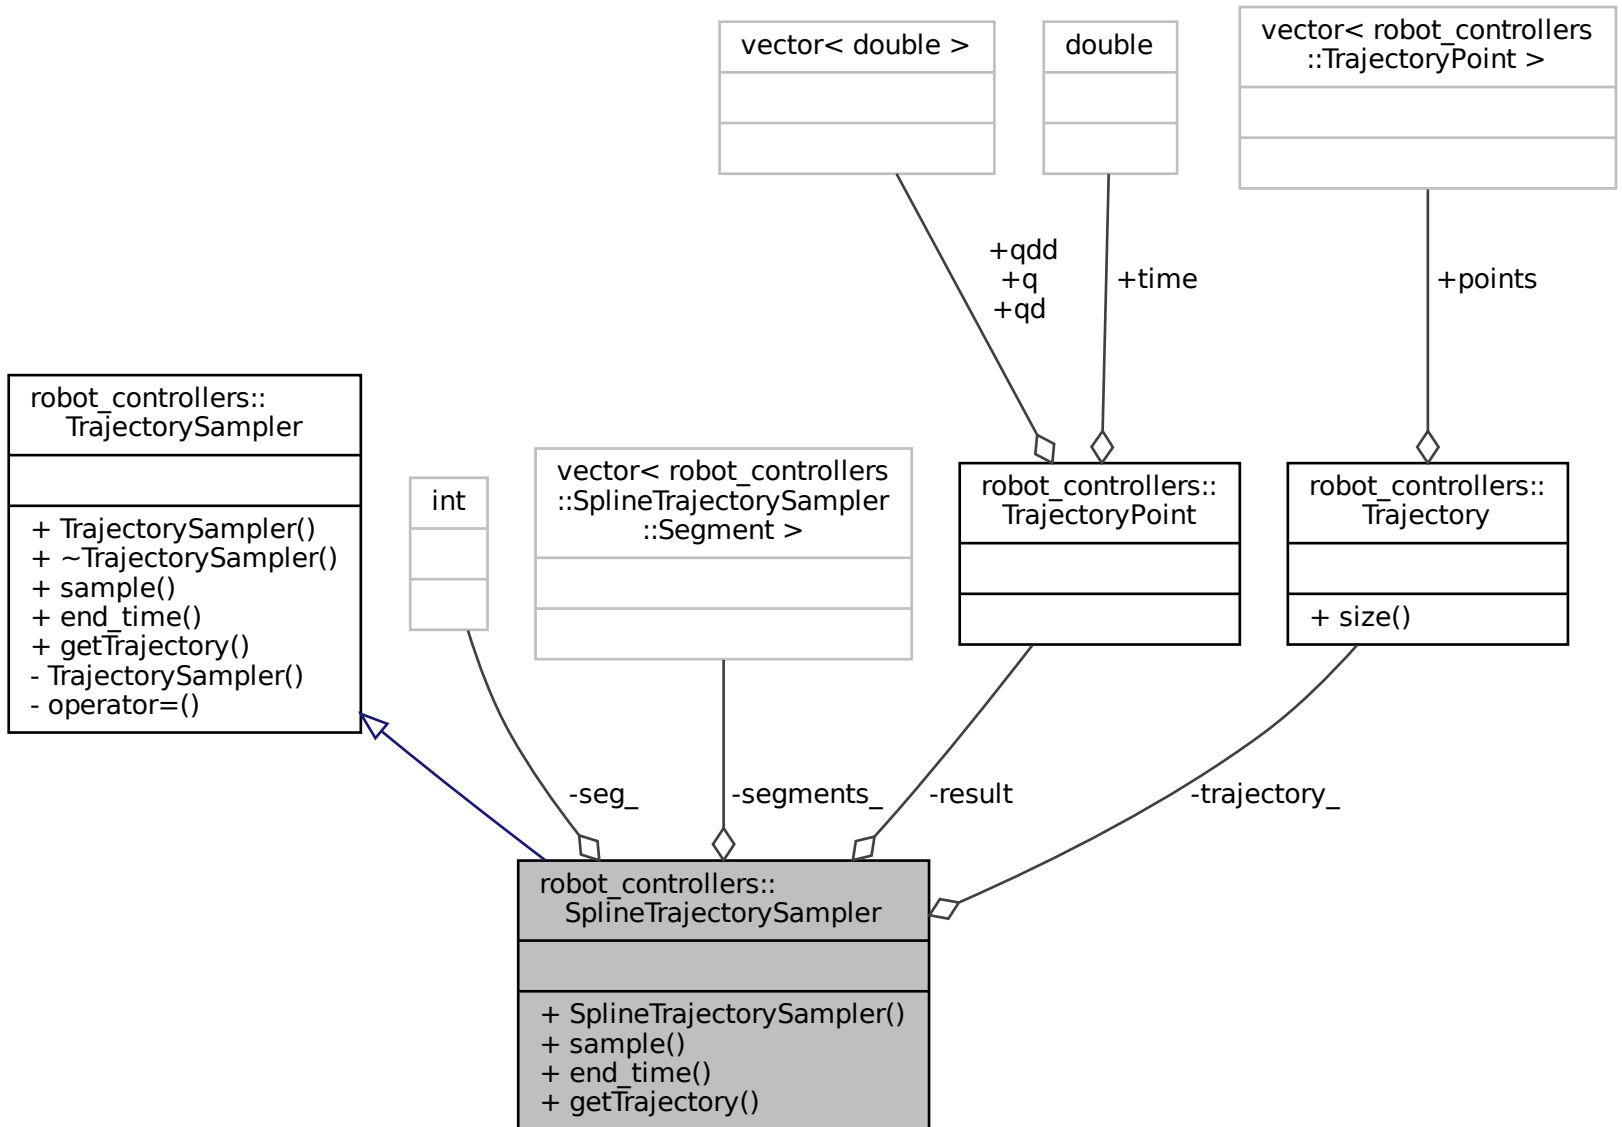 vector< double >
double
vector< robot_controllers
::TrajectoryPoint >
+qdd
+q
+qd
+time
+points
robot_controllers::
TrajectorySampler
+ TrajectorySampler()
+ ~TrajectorySampler()
+ sample()
+ end_time()
+ getTrajectory()
- TrajectorySampler()
- operator=()
int
vector< robot_controllers
::SplineTrajectorySampler
::Segment >
robot_controllers::
TrajectoryPoint
robot_controllers::
Trajectory
+ size()
-seg_
-segments_
-result
-trajectory_
robot_controllers::
SplineTrajectorySampler
+ SplineTrajectorySampler()
+ sample()
+ end_time()
+ getTrajectory()